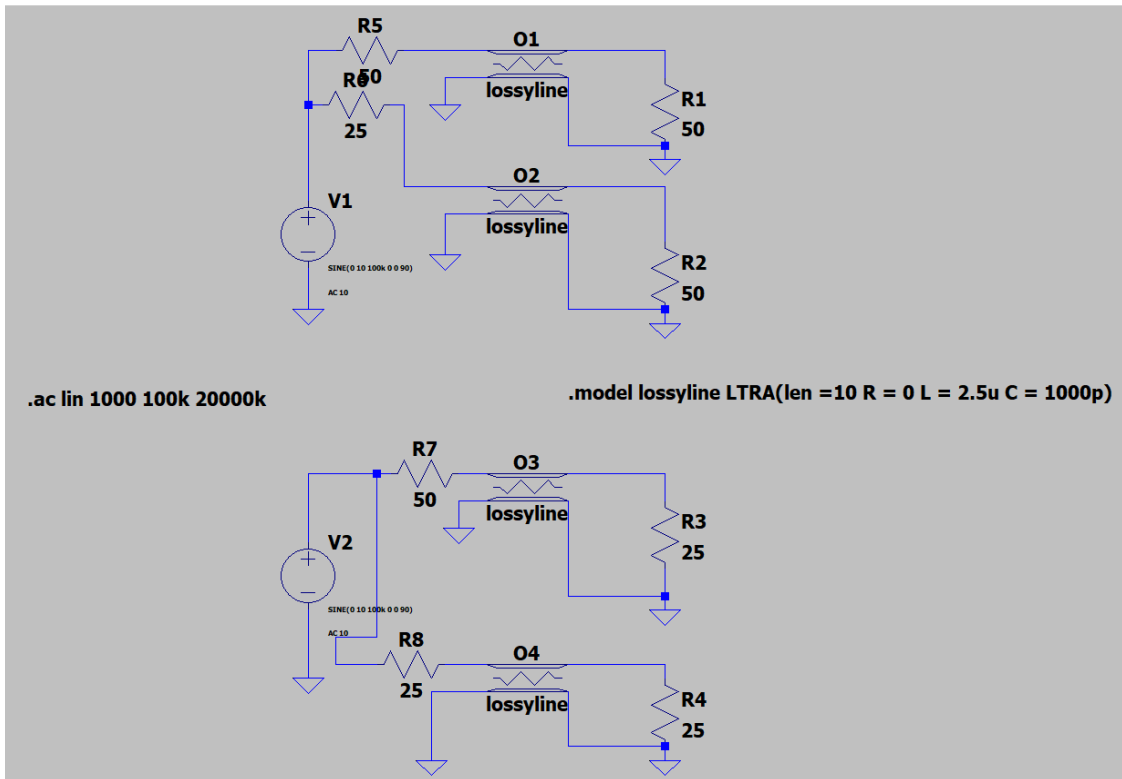 R5
50
O1
lossyline
R6
25
R1
50
O2
lossyline
V1
SINE(0 10 100k 0 0 90)
AC 10
R2
50
.ac lin 1000 100k 20000k
.model lossyline LTRA(len =10 R = 0 L = 2.5u C = 1000p)
R7
50
O3
lossyline
R3
25
V2
SINE(0 10 100k 0 0 90)
AC 10
R8
25
O4
lossyline
R4
25